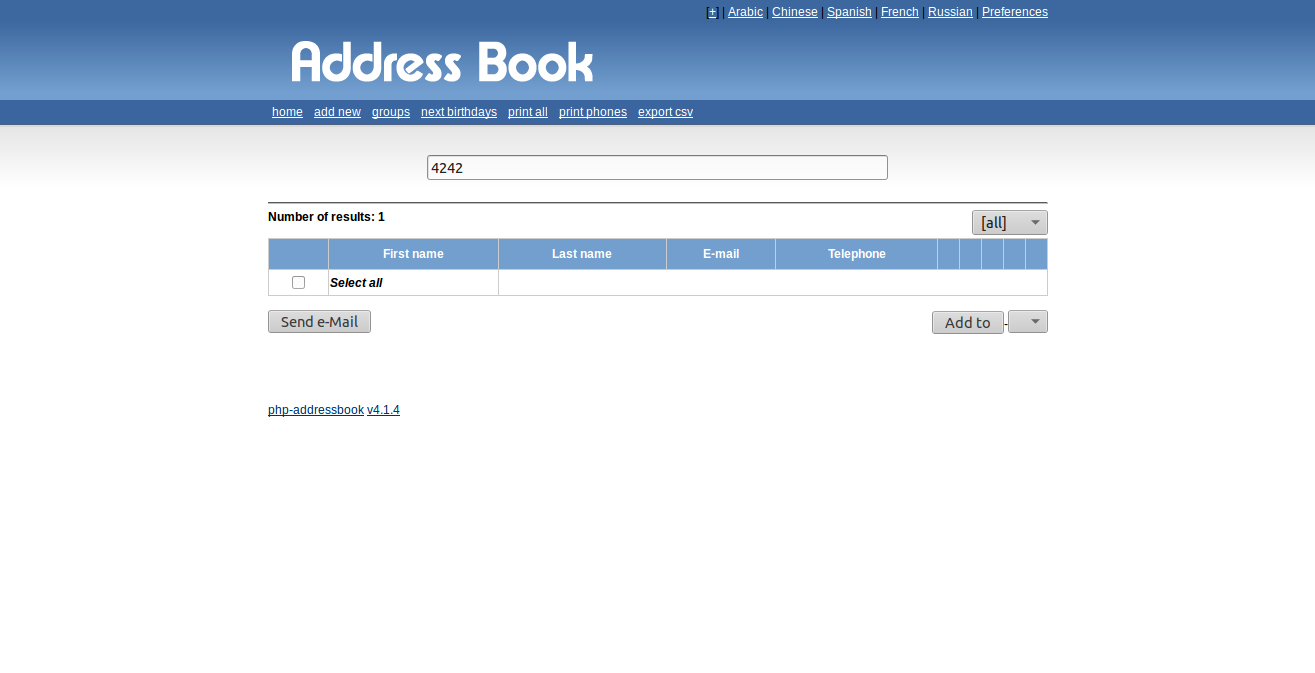 [+] | Arabic | Chinese | Spanish | French | Russian | Preferences
Address Book
home add new groups next birthdays print all print phones export csv
4242
Number of results: 1
[all]
First name Last name E-mail Telephone
Select all
Send e-Mail
Add to -
php-addressbook v4.1.4